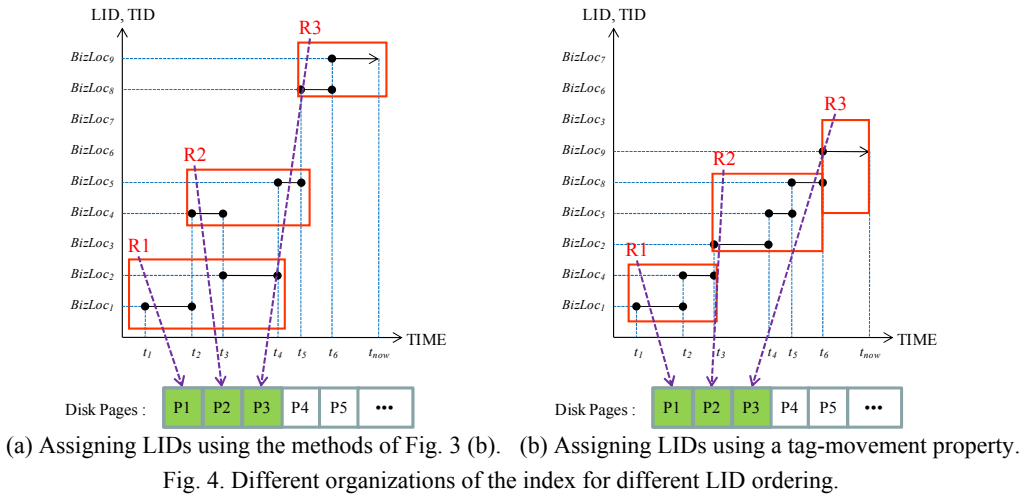 LID, TID
BizLoc9
BizLoc8
BizLoc7
BizLoc6
BizLoc5
BizLoc4
BizLoc3
BizLoc2
BizLoc1
R3
R2
R1
t1 t2 t3 t4 t5 t6 tnow
TIME
Disk Pages : P1 P2 P3 P4 P5 •••
(a) Assigning LIDs using the methods of Fig. 3 (b).
LID, TID
BizLoc7
BizLoc6
BizLoc3
BizLoc9
BizLoc8
BizLoc5
BizLoc2
BizLoc4
BizLoc1
R3
R2
R1
t1 t2 t3 t4 t5 t6 tnow
TIME
Disk Pages : P1 P2 P3 P4 P5 •••
(b) Assigning LIDs using a tag-movement property.
Fig. 4. Different organizations of the index for different LID ordering.